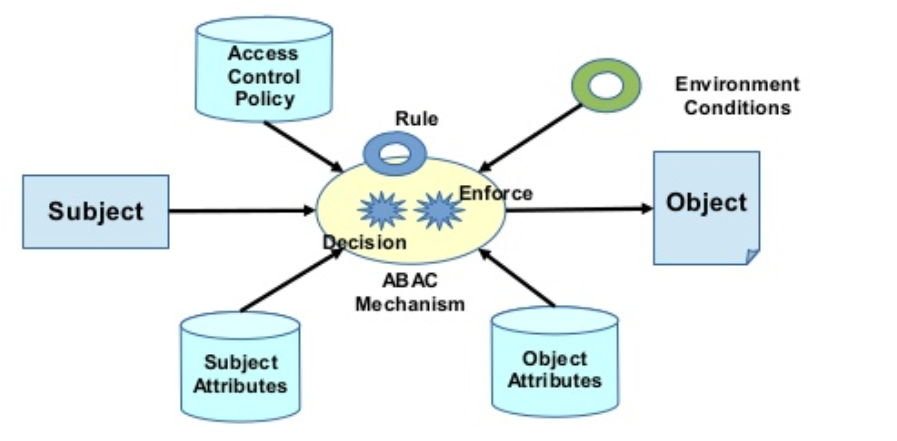 Access
Control
Policy
Environment
Conditions
Rule
Subject
Enforce
Object
Decision
ABAC
Mechanism
Subject
Attributes
Object
Attributes